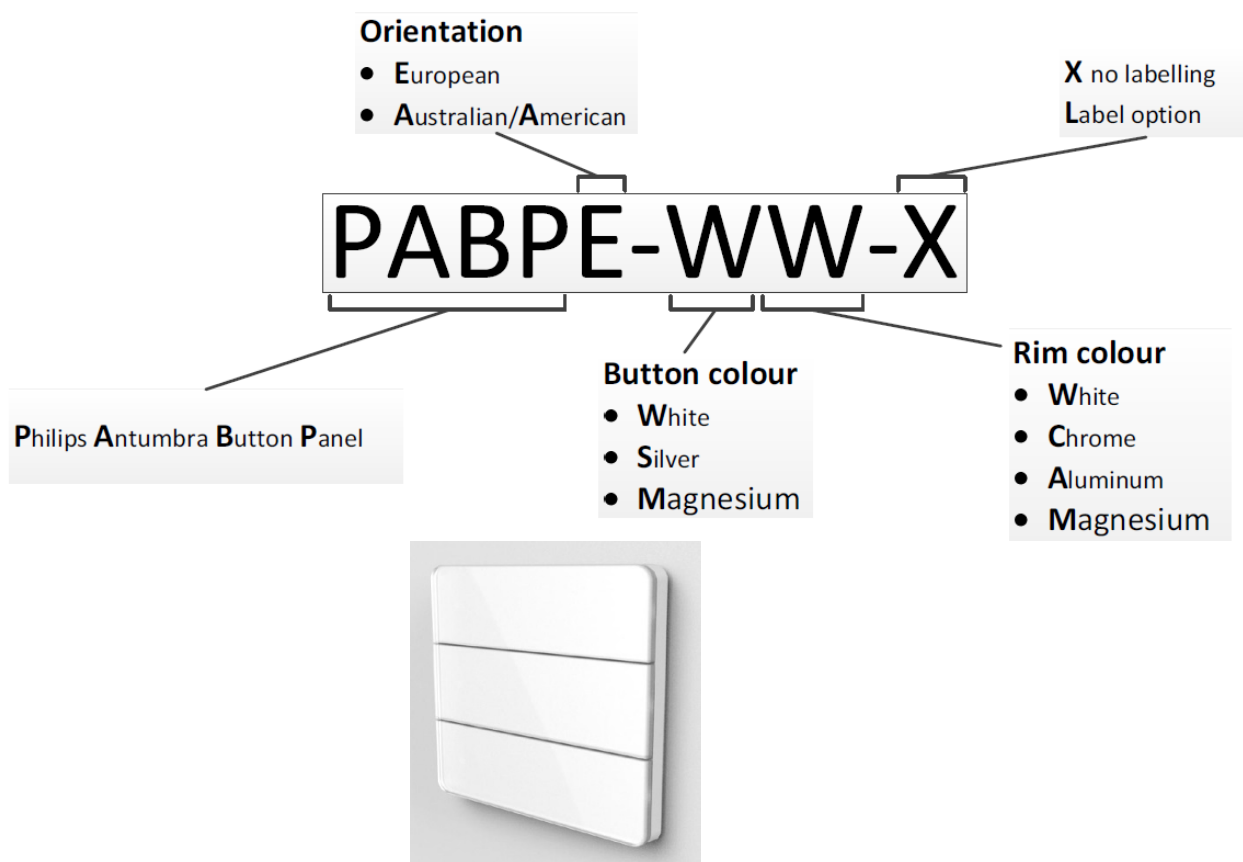 Orientation
• European
• Australian/American
X no labelling
Label option
PABPE-WW-X
Philips Antumbra Button Panel
Button colour
• White
• Silver
• Magnesium
Rim colour
• White
• Chrome
• Aluminum
• Magnesium